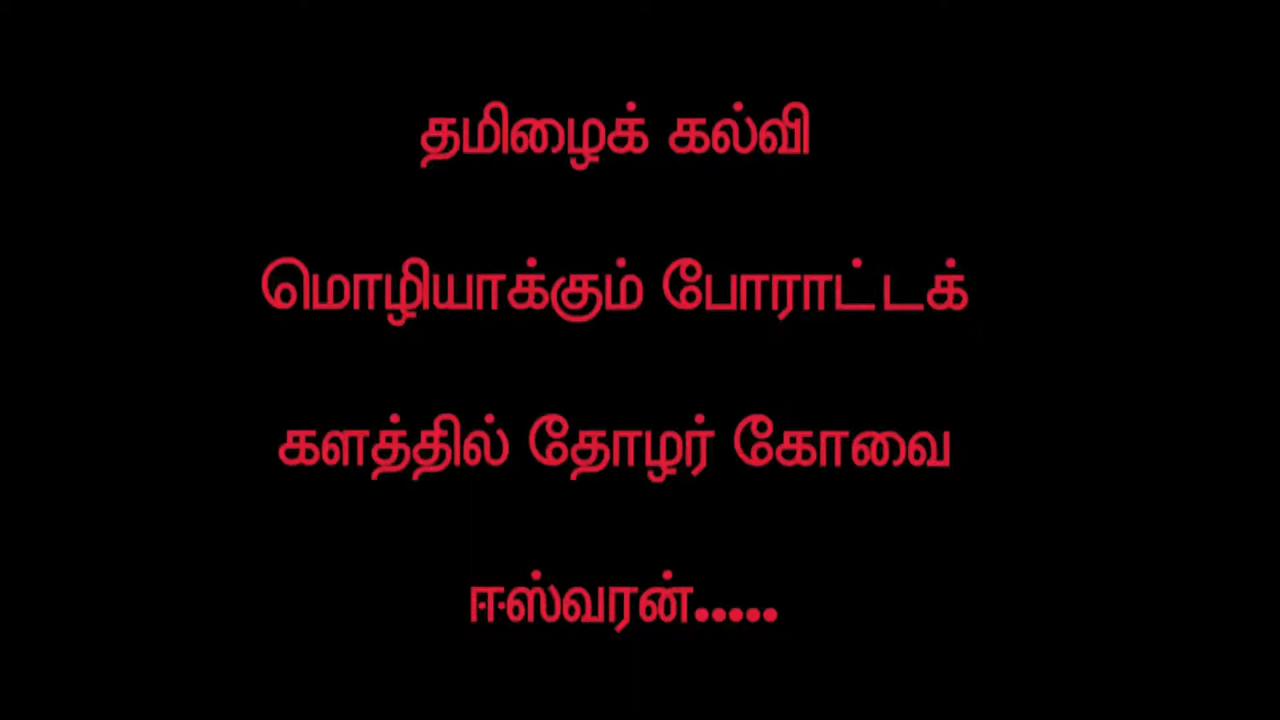 தமிழைக் கல்வி
மொழியாக்கும் போராட்டக்
களத்தில் தோழர் கோவை
ஈஸ்வரன்.....